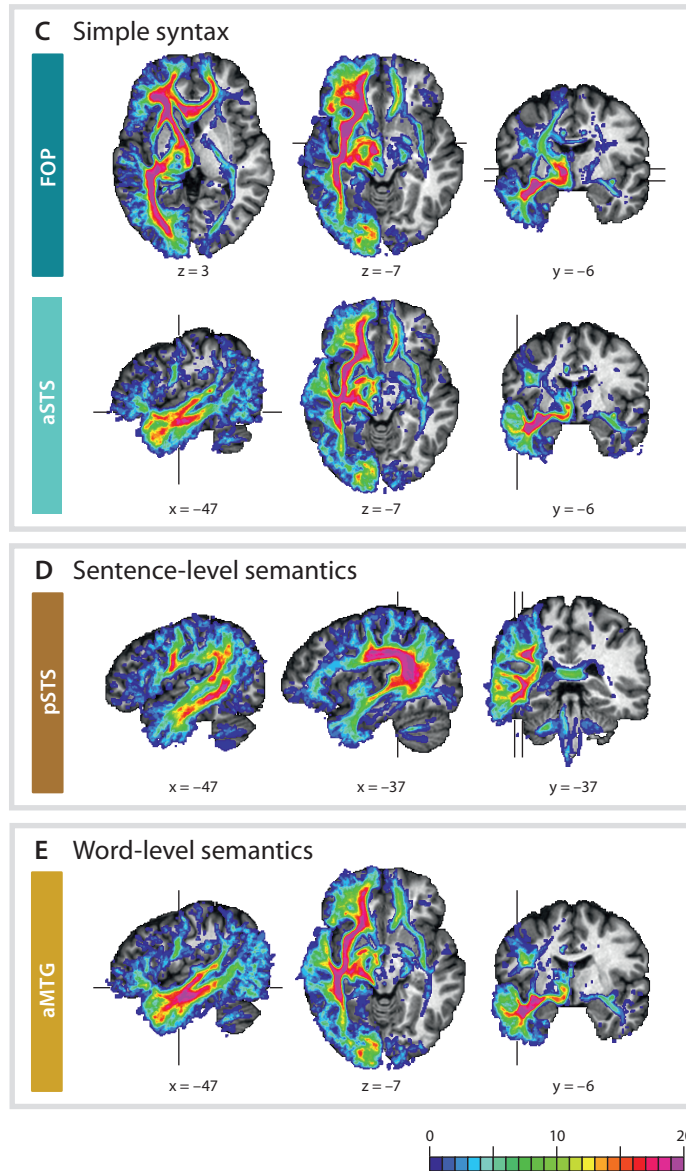 C Simple syntax
FOP
z = 3
z = –7
y = –6
aSTS
x = –47
z = –7
y = –6
D Sentence-level semantics
pSTS
x = –47
x = –37
y = –37
E Word-level semantics
aMTG
x = –47
z = –7
y = –6
0 10 20